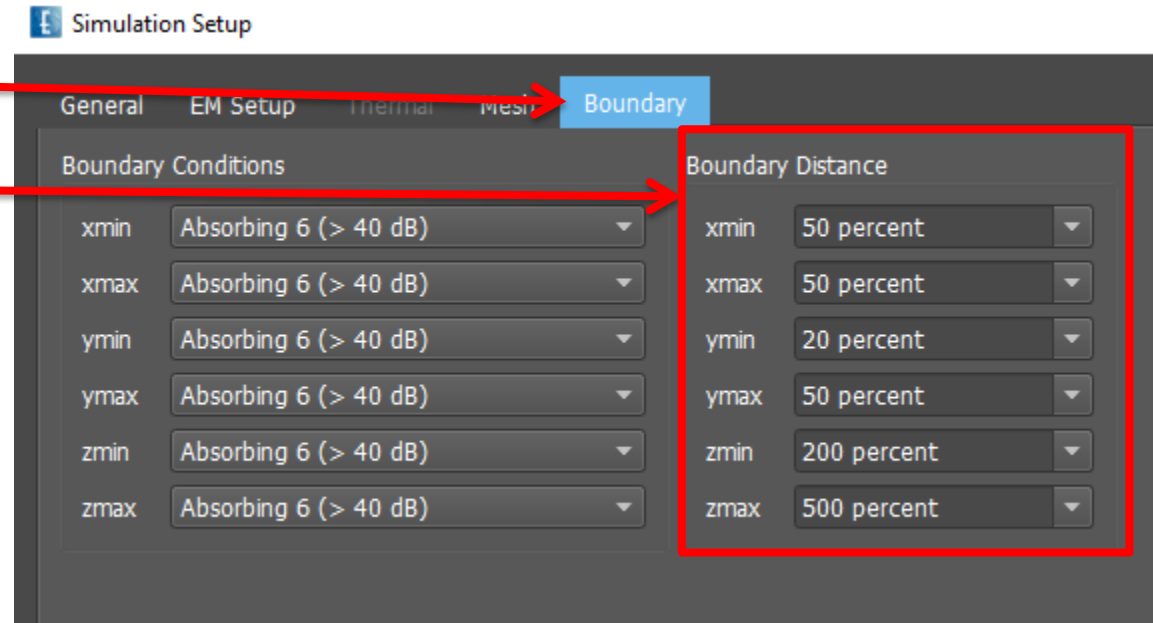 Simulation Setup
General EM Setup Thermal Mesh Boundary
Boundary Conditions
xmin Absorbing 6 (> 40 dB)
xmax Absorbing 6 (> 40 dB)
ymin Absorbing 6 (> 40 dB)
ymax Absorbing 6 (> 40 dB)
zmin Absorbing 6 (> 40 dB)
zmax Absorbing 6 (> 40 dB)
Boundary Distance
xmin 50 percent
xmax 50 percent
ymin 20 percent
ymax 50 percent
zmin 200 percent
zmax 500 percent